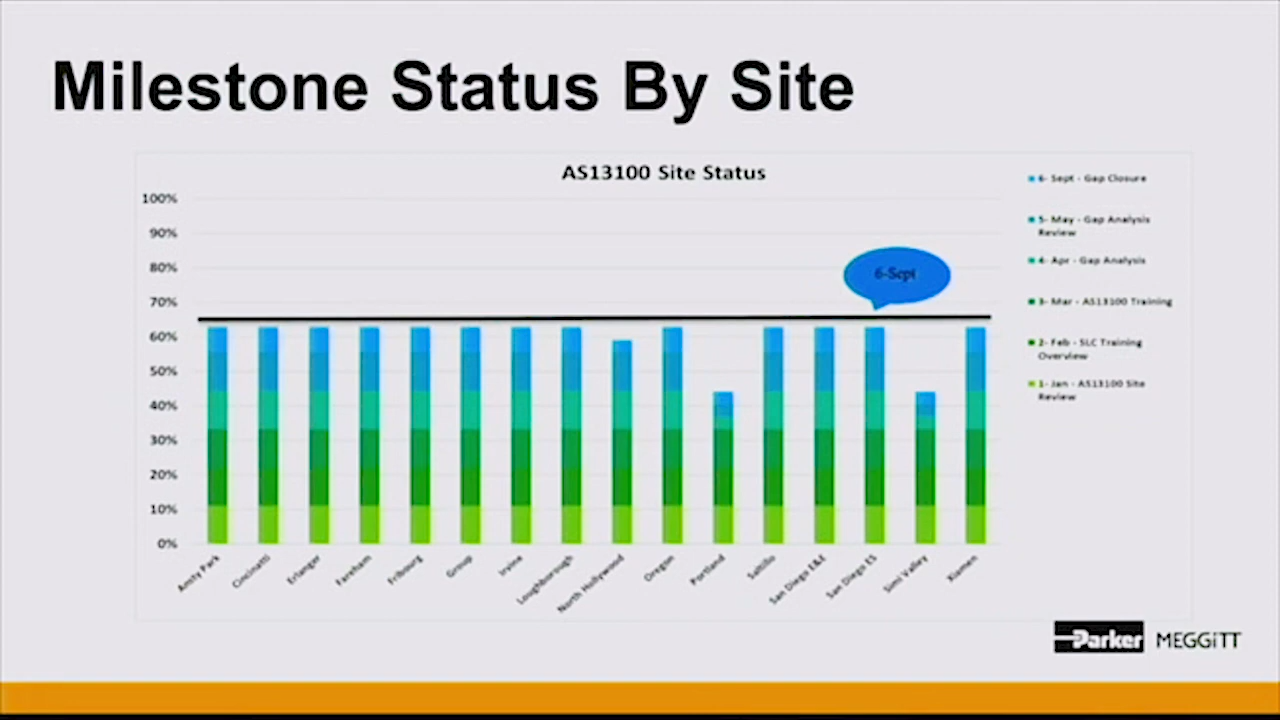 Milestone Status By Site
AS13100 Site Status
100%
90%
80%
70%
60%
50%
40%
30%
20%
10%
0%
6-Sept
6- Sept - Gap Closure
5- May - Gap Analysis
Review
4- Apr - Gap Analysis
3- Mar - AS13100 Training
2- Feb - SLC Training
Overview
1- Jan - AS13100 Site
Review
Ansty Park
Cincinatti
Erlanger
Fareham
Fribourg
Group
Irvine
Loughborough
North Hollywood
Oregon
Portland
Saltillo
San Diego E&E
San Diego ES
Simi Valley
Xiamen
Parker MEGGiTT